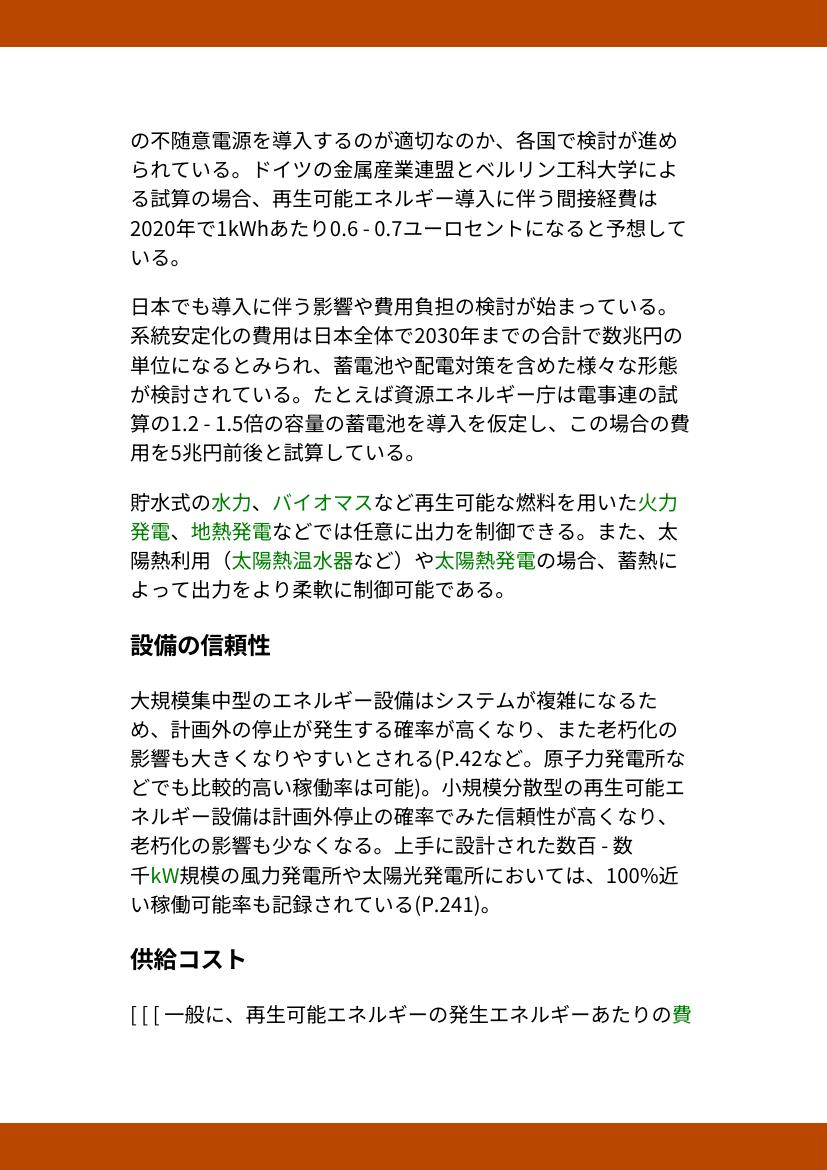 の不随意電源を導入するのが適切なのか、各国で検討が進め
られている。ドイツの金属産業連盟とベルリン工科大学によ
る試算の場合、再生可能エネルギー導入に伴う間接経費は
2020年で1kWhあたり0.6 - 0.7ユーロセントになると予想して
いる。
日本でも導入に伴う影響や費用負担の検討が始まっている。
系統安定化の費用は日本全体で2030年までの合計で数兆円の
単位になるとみられ、蓄電池や配電対策を含めた様々な形態
が検討されている。たとえば資源エネルギー庁は電事連の試
算の1.2 - 1.5倍の容量の蓄電池を導入を仮定し、この場合の費
用を5兆円前後と試算している。
貯水式の水力、バイオマスなど再生可能な燃料を用いた火力
発電、地熱発電などでは任意に出力を制御できる。また、太
陽熱利用（太陽熱温水器など）や太陽熱発電の場合、蓄熱に
よって出力をより柔軟に制御可能である。
設備の信頼性
大規模集中型のエネルギー設備はシステムが複雑になるた
め、計画外の停止が発生する確率が高くなり、また老朽化の
影響も大きくなりやすいとされる(P.42など。原子力発電所な
どでも比較的高い稼働率は可能)。小規模分散型の再生可能エ
ネルギー設備は計画外停止の確率でみた信頼性が高くなり、
老朽化の影響も少なくなる。上手に設計された数百 - 数
千kW規模の風力発電所や太陽光発電所においては、100%近
い稼働可能率も記録されている(P.241)。
供給コスト
[ [ [ 一般に、再生可能エネルギーの発生エネルギーあたりの費